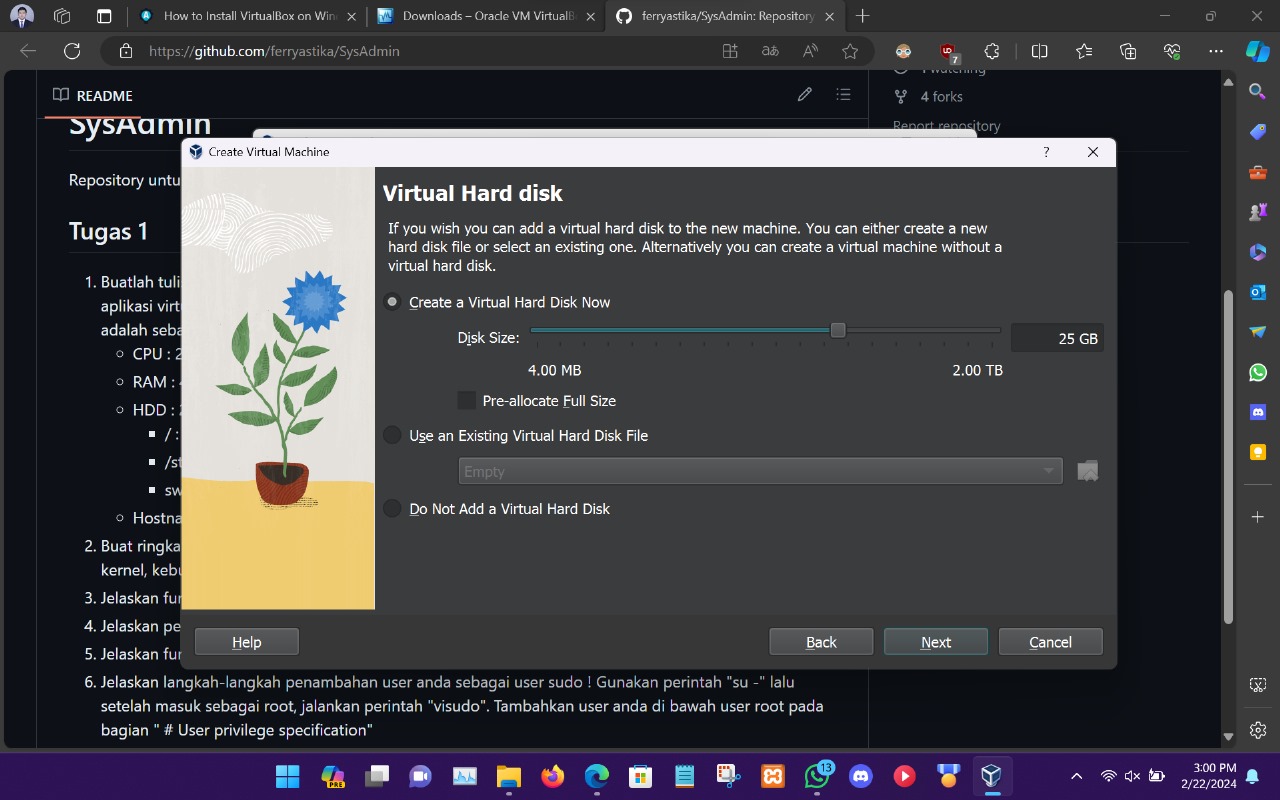 How to Install VirtualBox on Win
Downloads – Oracle VM VirtualB
ferryastika/SysAdmin: Repository
https://github.com/ferryastika/SysAdmin
7
README
1 watching
4 forks
Report repository
SysAdmin
Create Virtual Machine
?
Repository untu
Virtual Hard disk
If you wish you can add a virtual hard disk to the new machine. You can either create a new
hard disk file or select an existing one. Alternatively you can create a virtual machine without a
virtual hard disk.
Tugas 1
1. Buatlah tuli
aplikasi virt
adalah seba
CPU : 2
RAM :
HDD :
/ :
/st
sw
Hostna
2. Buat ringka
kernel, kebu
3. Jelaskan fur
4. Jelaskan pe
5. Jelaskan fur
Create a Virtual Hard Disk Now
Disk Size:
25 GB
4.00 MB
2.00 TB
Pre-allocate Full Size
Use an Existing Virtual Hard Disk File
Empty
Do Not Add a Virtual Hard Disk
Help
Back
Next
Cancel
6. Jelaskan langkah-langkah penambahan user anda sebagai user sudo ! Gunakan perintah "su -" lalu
setelah masuk sebagai root, jalankan perintah "visudo". Tambahkan user anda di bawah user root pada
bagian " # User privilege specification"
PRE
13
3:00 PM
2/22/2024